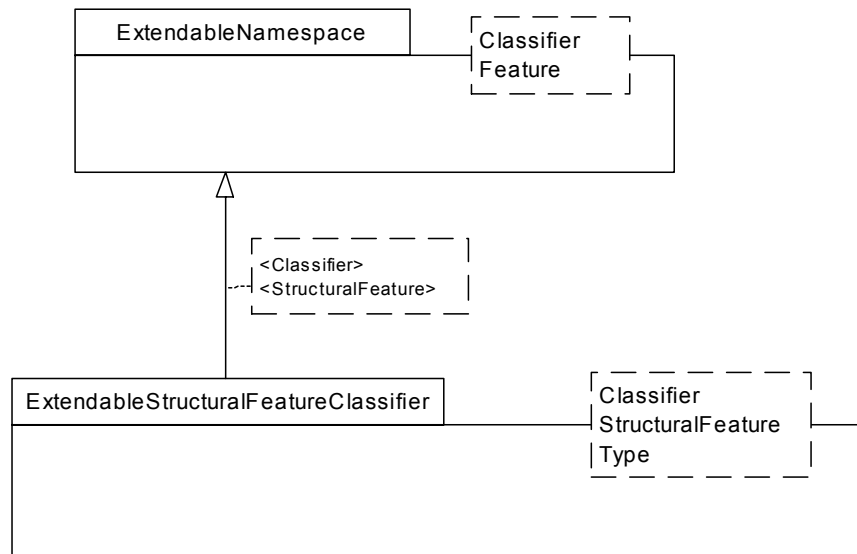 ExtendableNamespace
Classifier
Feature
<Classifier>
<StructuralFeature>
ExtendableStructuralFeatureClassifier
Classifier
StructuralFeature
Type